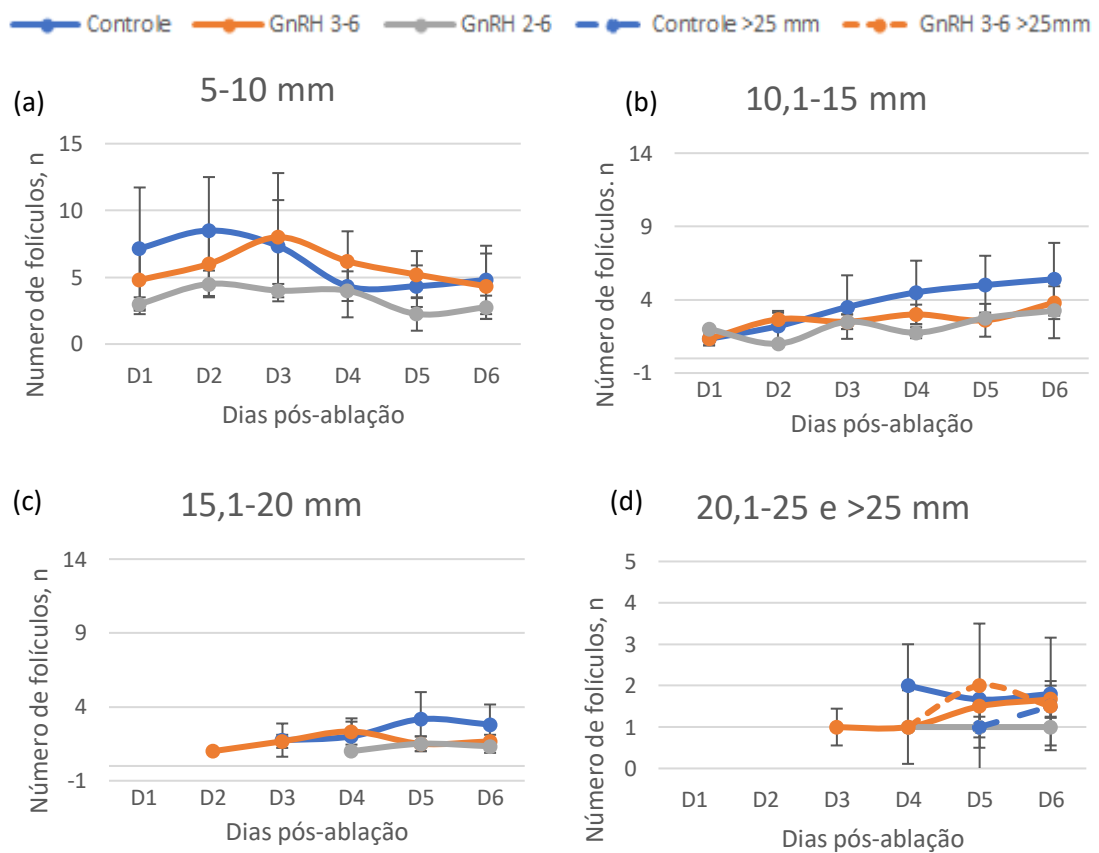 Controle GnRH 3-6 GnRH 2-6 Controle >25 mm GnRH 3-6 >25mm
(a) 5-10 mm
Numero de folículos, n
15
10
5
0
D1 D2 D3 D4 D5 D6
Dias pós-ablação
(b) 10,1-15 mm
Número de folículos. n
14
9
4
-1
D1 D2 D3 D4 D5 D6
Dias pós-ablação
(c) 15,1-20 mm
Número de folículos, n
14
9
4
-1
D1 D2 D3 D4 D5 D6
Dias pós-ablação
(d) 20,1-25 e >25 mm
Número de folículos, n
5
4
3
2
1
0
D1 D2 D3 D4 D5 D6
Dias pós-ablação